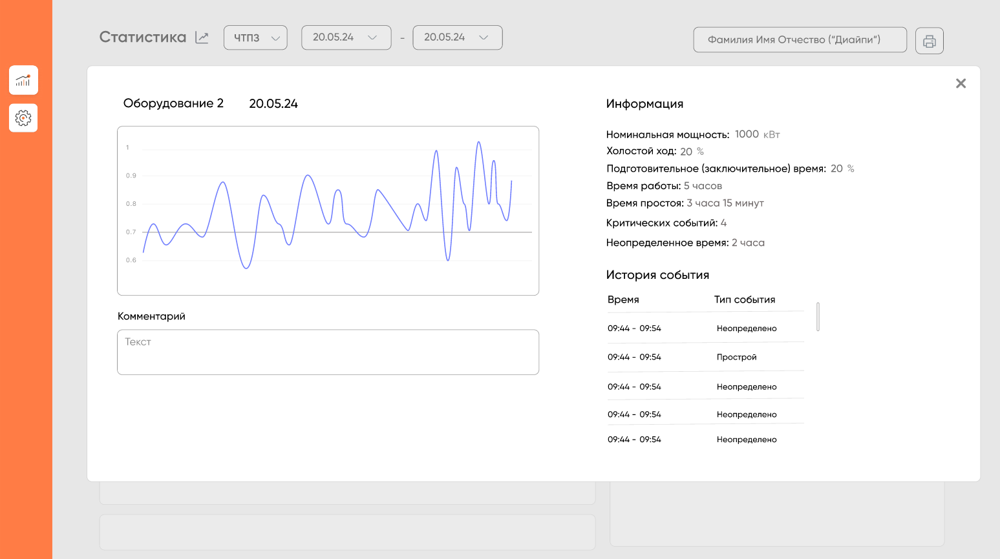 Статистика ЧТПЗ 20.05.24 - 20.05.24 Фамилия Имя Отчество ("Диайпи")
Оборудование 2 20.05.24
1
0.9
0.8
0.7
0.6
Комментарий
Текст
Информация
Номинальная мощность: 1000 кВт
Холостой ход: 20 %
Подготовительное (заключительное) время: 20 %
Время работы: 5 часов
Время простоя: 3 часа 15 минут
Критических событий: 4
Неопределенное время: 2 часа
История события
Время Тип события
09:44 - 09:54 Неопределено
09:44 - 09:54 Прострой
09:44 - 09:54 Неопределено
09:44 - 09:54 Неопределено
09:44 - 09:54 Неопределено